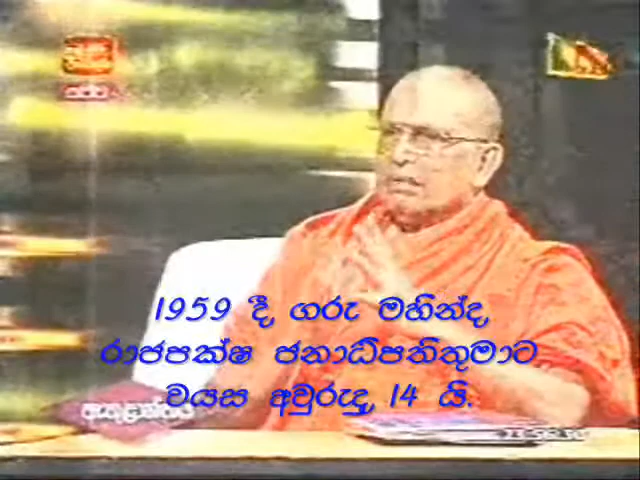 1959 දී, ගරු මහින්ද
රාජපක්ෂ ජනාධිපතිතුමාට
වයස අවුරුදු 14 යි.